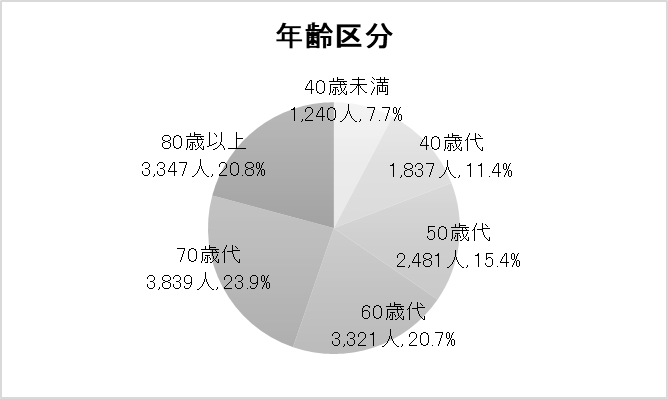 年齢区分
40歳未満
1,240人, 7.7%
40歳代
1,837人, 11.4%
50歳代
2,481人, 15.4%
60歳代
3,321人, 20.7%
70歳代
3,839人, 23.9%
80歳以上
3,347人, 20.8%